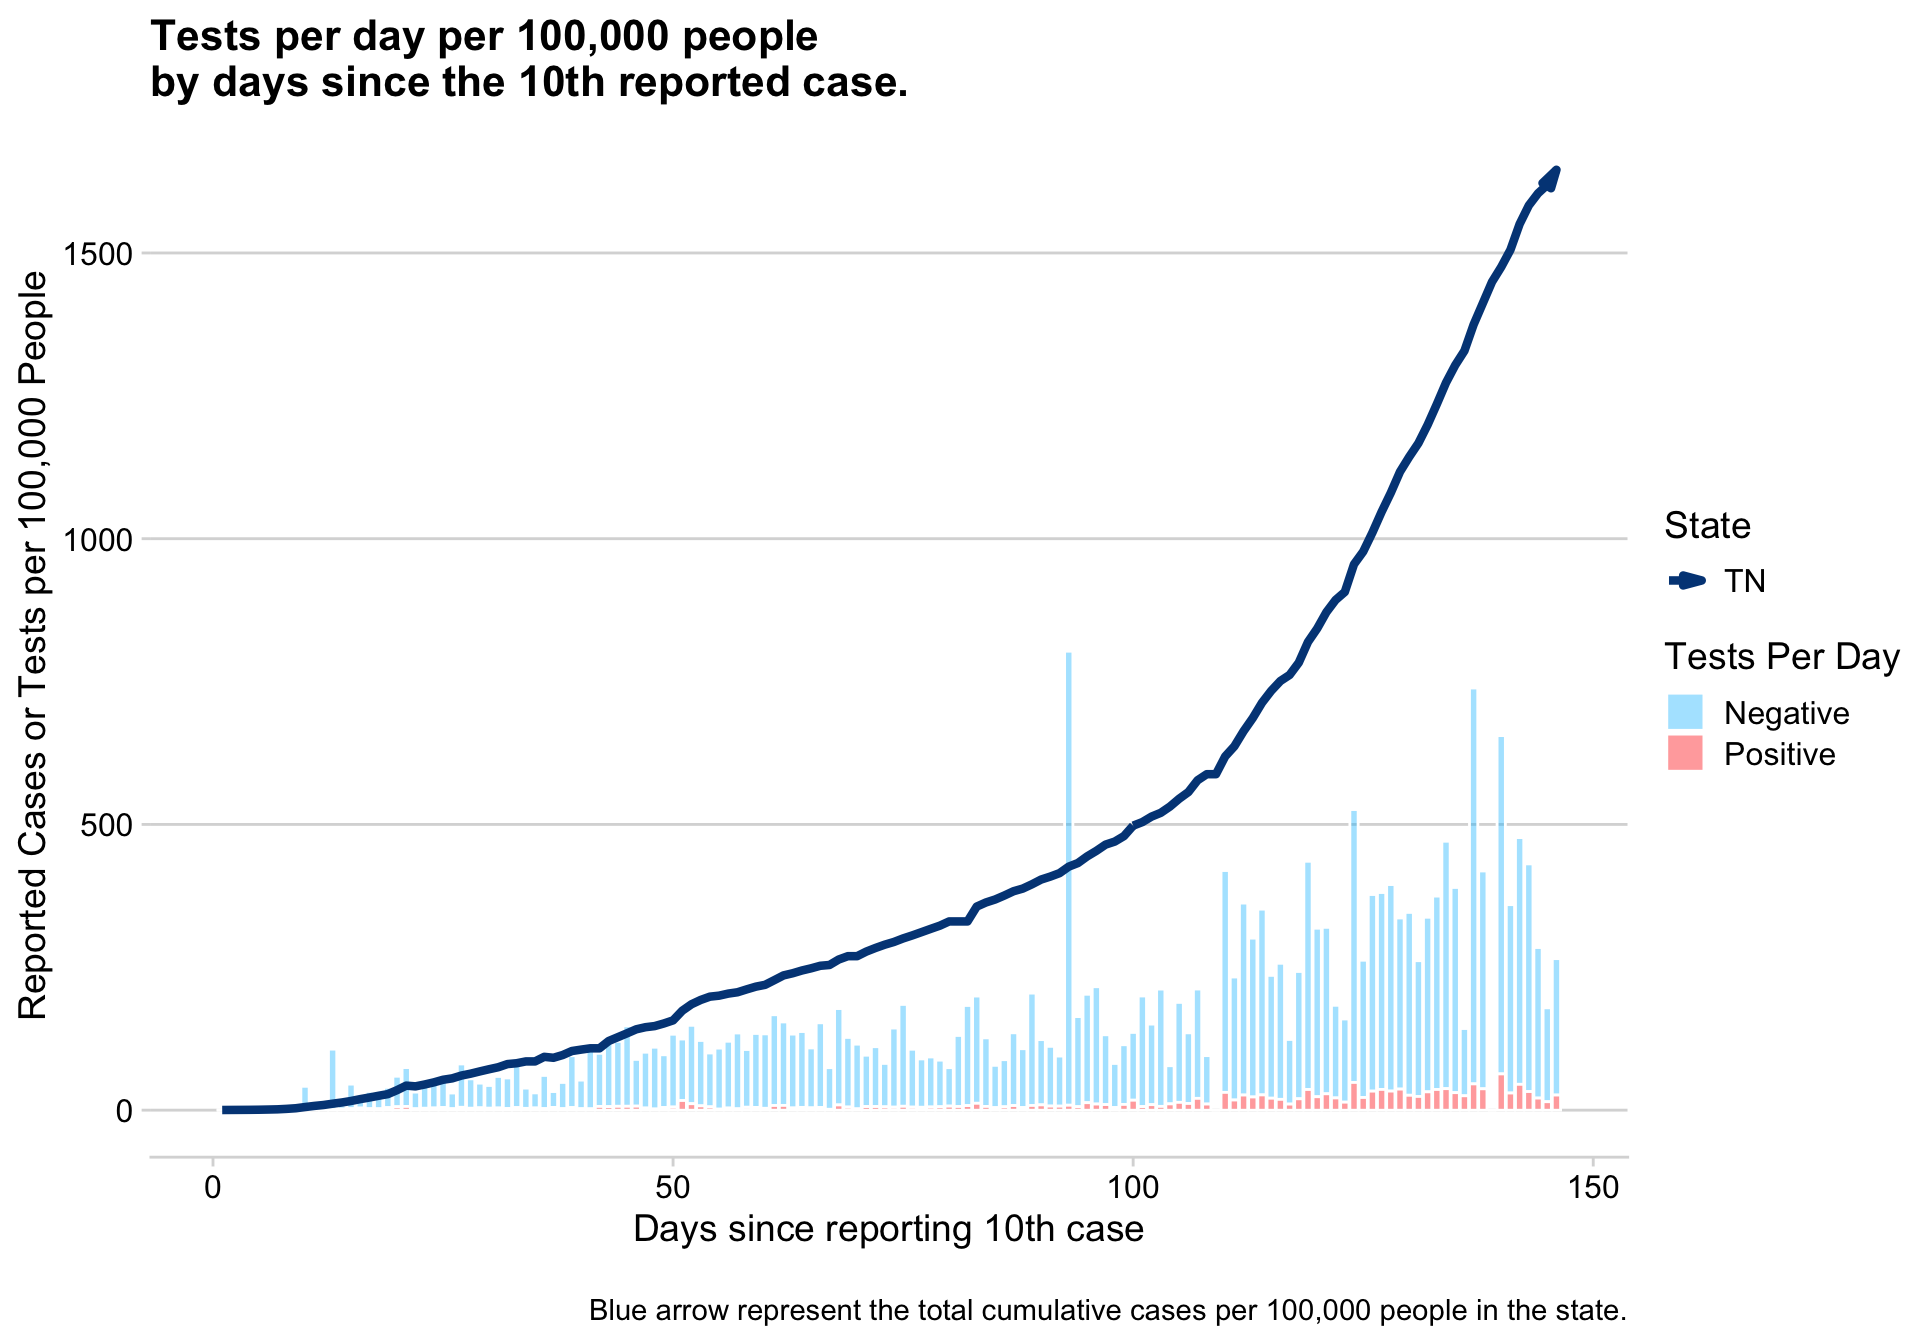 Tests per day per 100,000 people
by days since the 10th reported case.
Reported Cases or Tests per 100,000 People
1500
1000
500
0
0
50
100
150
Days since reporting 10th case
State
TN
Tests Per Day
Negative
Positive
Blue arrow represent the total cumulative cases per 100,000 people in the state.